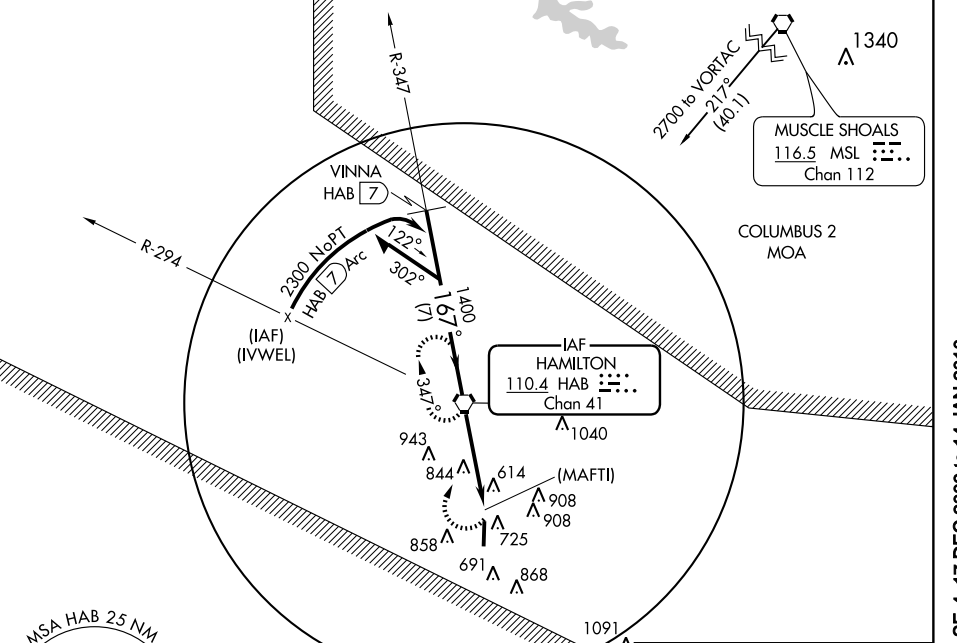 R-347
2700 to VORTAC
217°
(40.1)
1340
MUSCLE SHOALS
116.5 MSL
Chan 112
VINNA
HAB 7
COLUMBUS 2
MOA
R-294
2300 NoPT
HAB 7 Arc
122°
302°
1400
167°
(7)
(IAF)
(IVWEL)
IAF
HAMILTON
110.4 HAB
Chan 41
347°
1040
943
844
614
(MAFTI)
908
908
725
858
691
868
MSA HAB 25 NM
1091